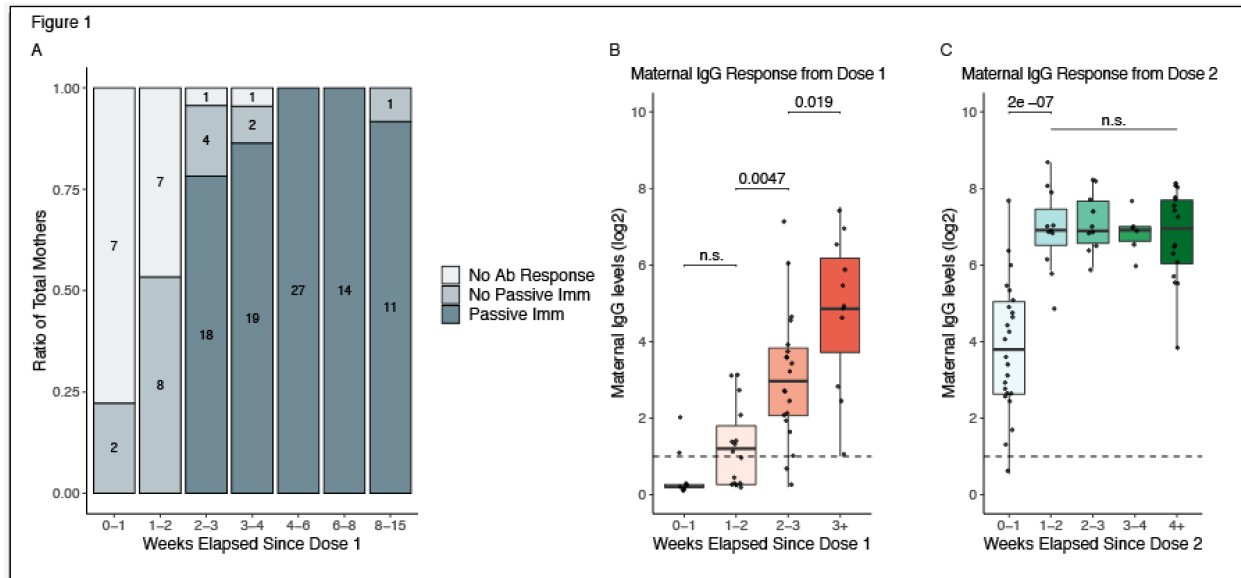 Figure 1
A
Ratio of Total Mothers
1.00
0.75
0.50
0.25
0.00
7
2
7
8
1
4
18
1
2
19
27
14
1
11
0–1
1–2
2–3
3–4
4–6
6–8
8–15
Weeks Elapsed Since Dose 1
No Ab Response
No Passive Imm
Passive Imm
B
Maternal IgG Response from Dose 1
Maternal IgG levels (log2)
10
8
6
4
2
0
n.s.
0.0047
0.019
0–1
1–2
2–3
3+
Weeks Elapsed Since Dose 1
C
Maternal IgG Response from Dose 2
Maternal IgG levels (log2)
10
8
6
4
2
0
2e –07
n.s.
0–1
1–2
2–3
3–4
4+
Weeks Elapsed Since Dose 2